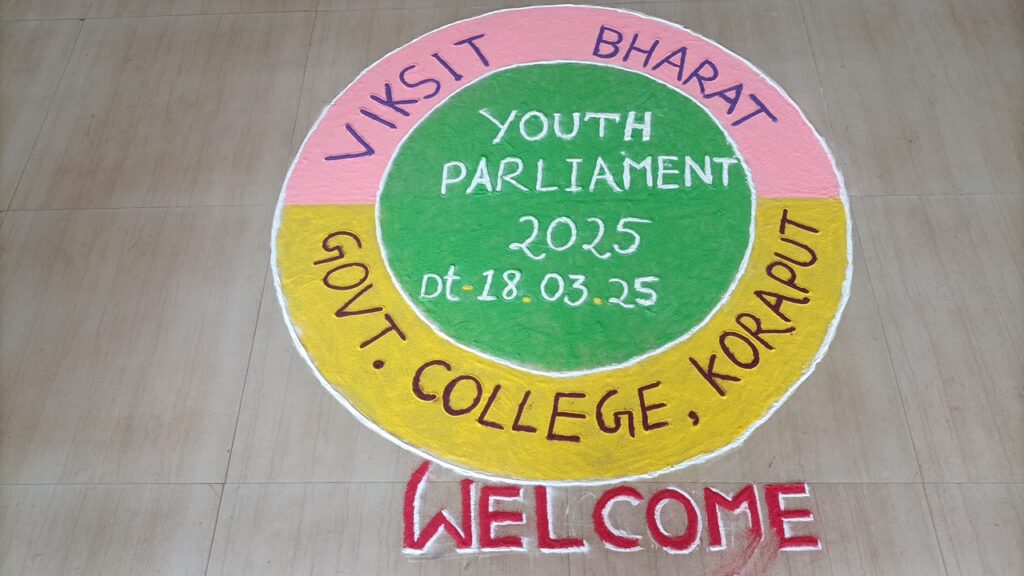 VIKSIT BHARAT
YOUTH
PARLIAMENT
2025
Dt-18.03.25
GOVT. COLLEGE, KORAPUT
WELCOME